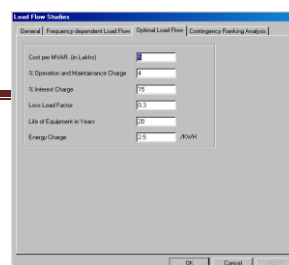 Load Flow Studies
General Frequency dependent Load Flow Optimal Load Flow Contingency Ranking Analysis
Cost per MVAR. (in Lakhs)
% Operation and Maintainance Charge 4
% Interest Charge 15
Loss Load Factor 0.3
Life of Equipment in Years 20
Energy Charge 2.5 /KWH
OK Cancel